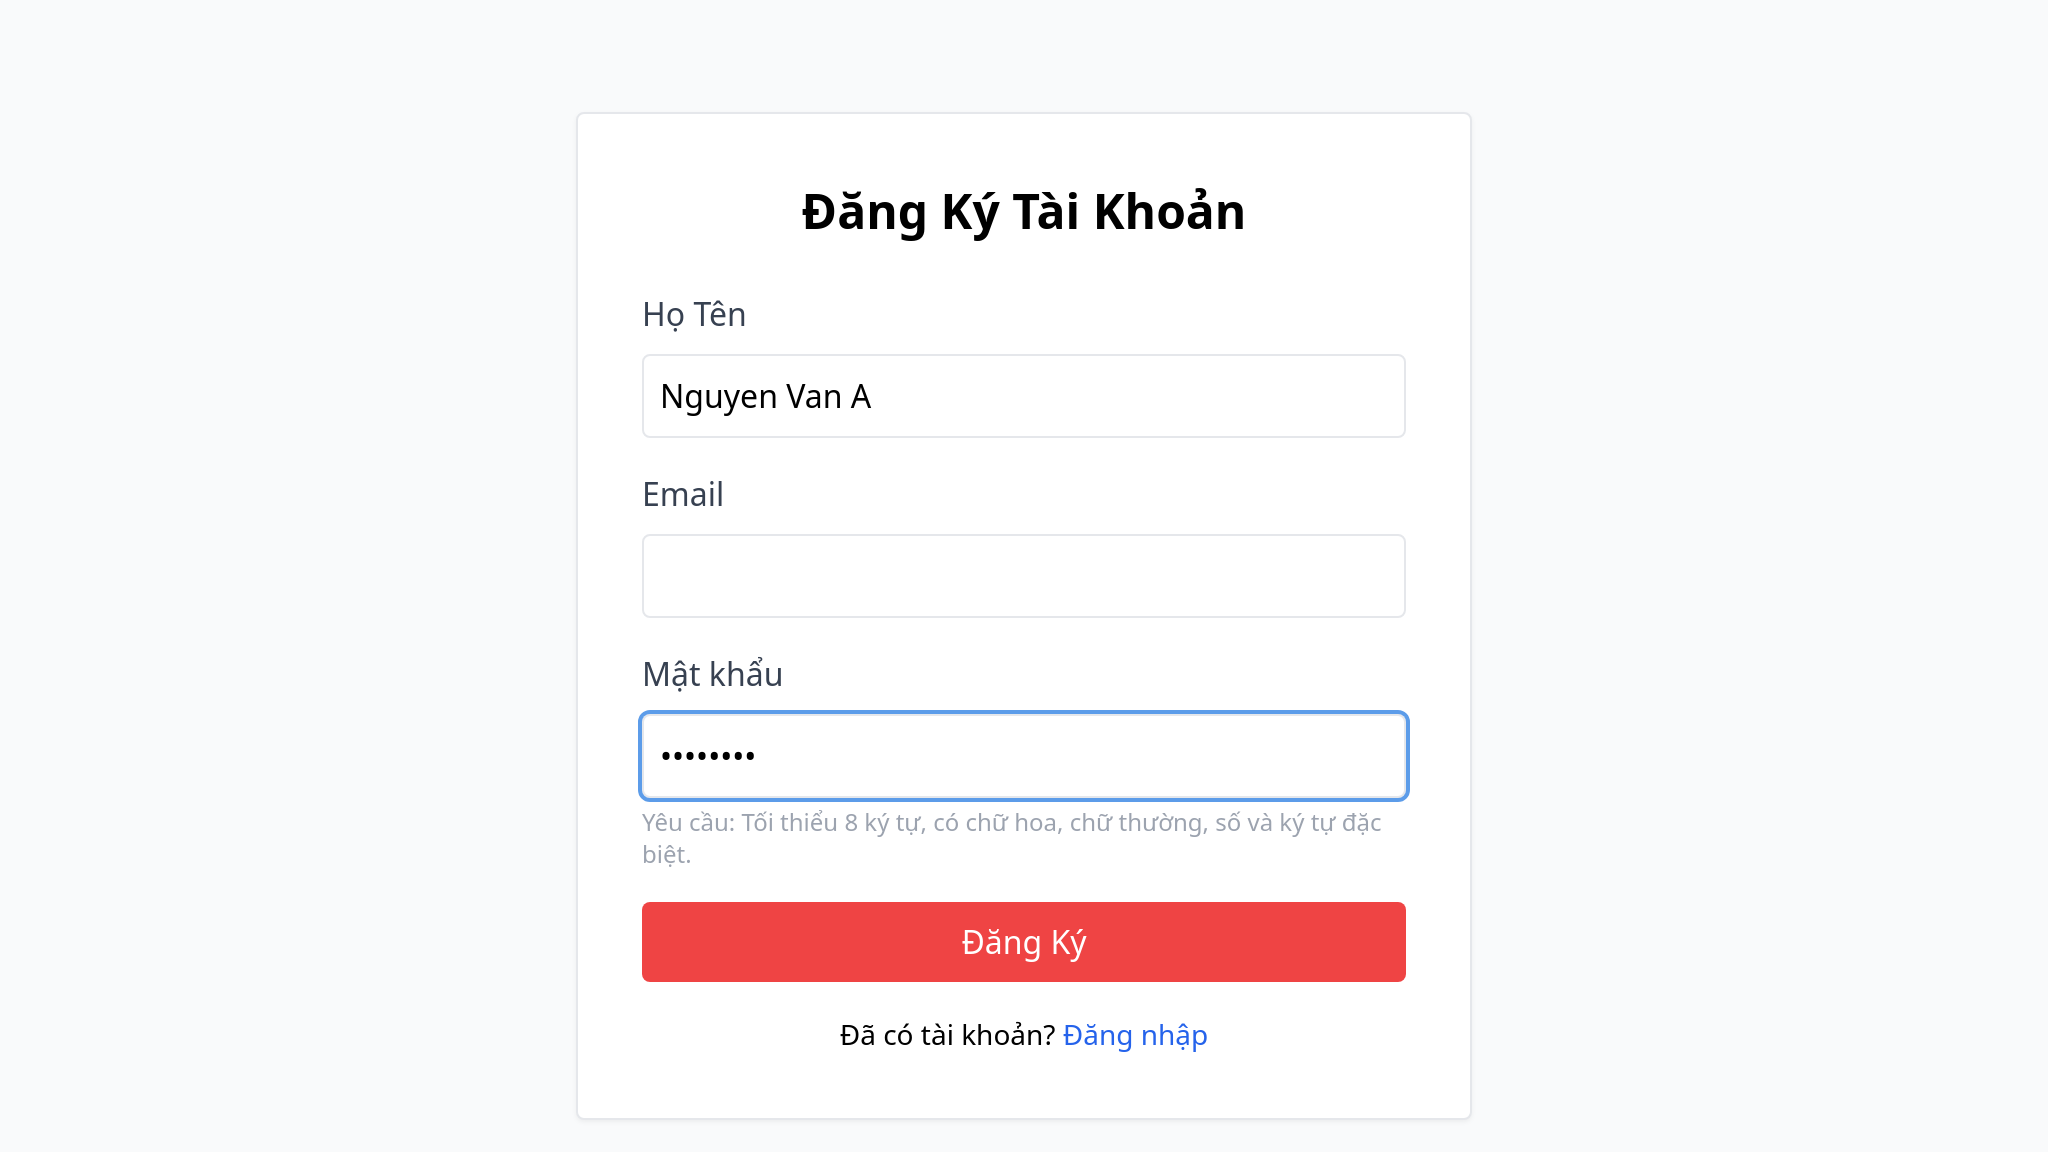 Đăng Ký Tài Khoản
Họ Tên
Nguyen Van A
Email
Mật khẩu
••••••••
Yêu cầu: Tối thiểu 8 ký tự, có chữ hoa, chữ thường, số và ký tự đặc
biệt.
Đăng Ký
Đã có tài khoản? Đăng nhập